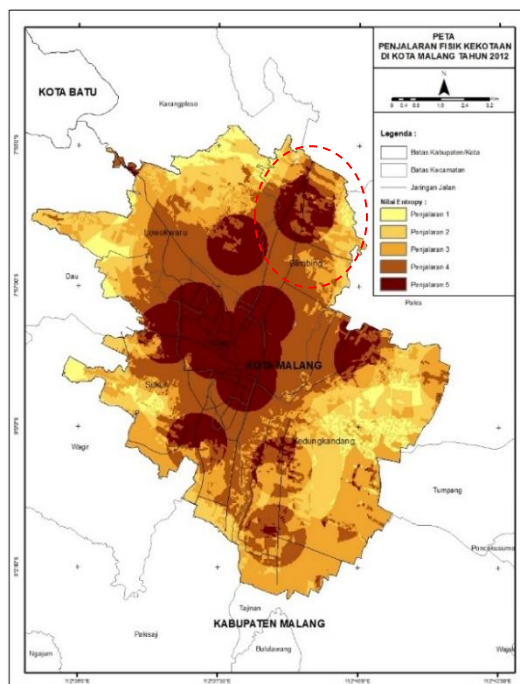 PETA
PENJALARAN FISIK KEKOTAAN
DI KOTA MALANG TAHUN 2012
N
Legenda :
Batas Kabupaten/Kota
Batas Kecamatan
Jaringan Jalan
Nilai Entropy :
Penjalaran 1
Penjalaran 2
Penjalaran 3
Penjalaran 4
Penjalaran 5
KOTA BATU
Karangploso
Lowokwaru
Blimbing
Dau
Pakis
KOTA MALANG
Sukun
Kedungkandang
Wagir
Tumpang
Poncokusumo
Tajinan
KABUPATEN MALANG
Pakisaji
Bululawang
Ngajum
Wajak